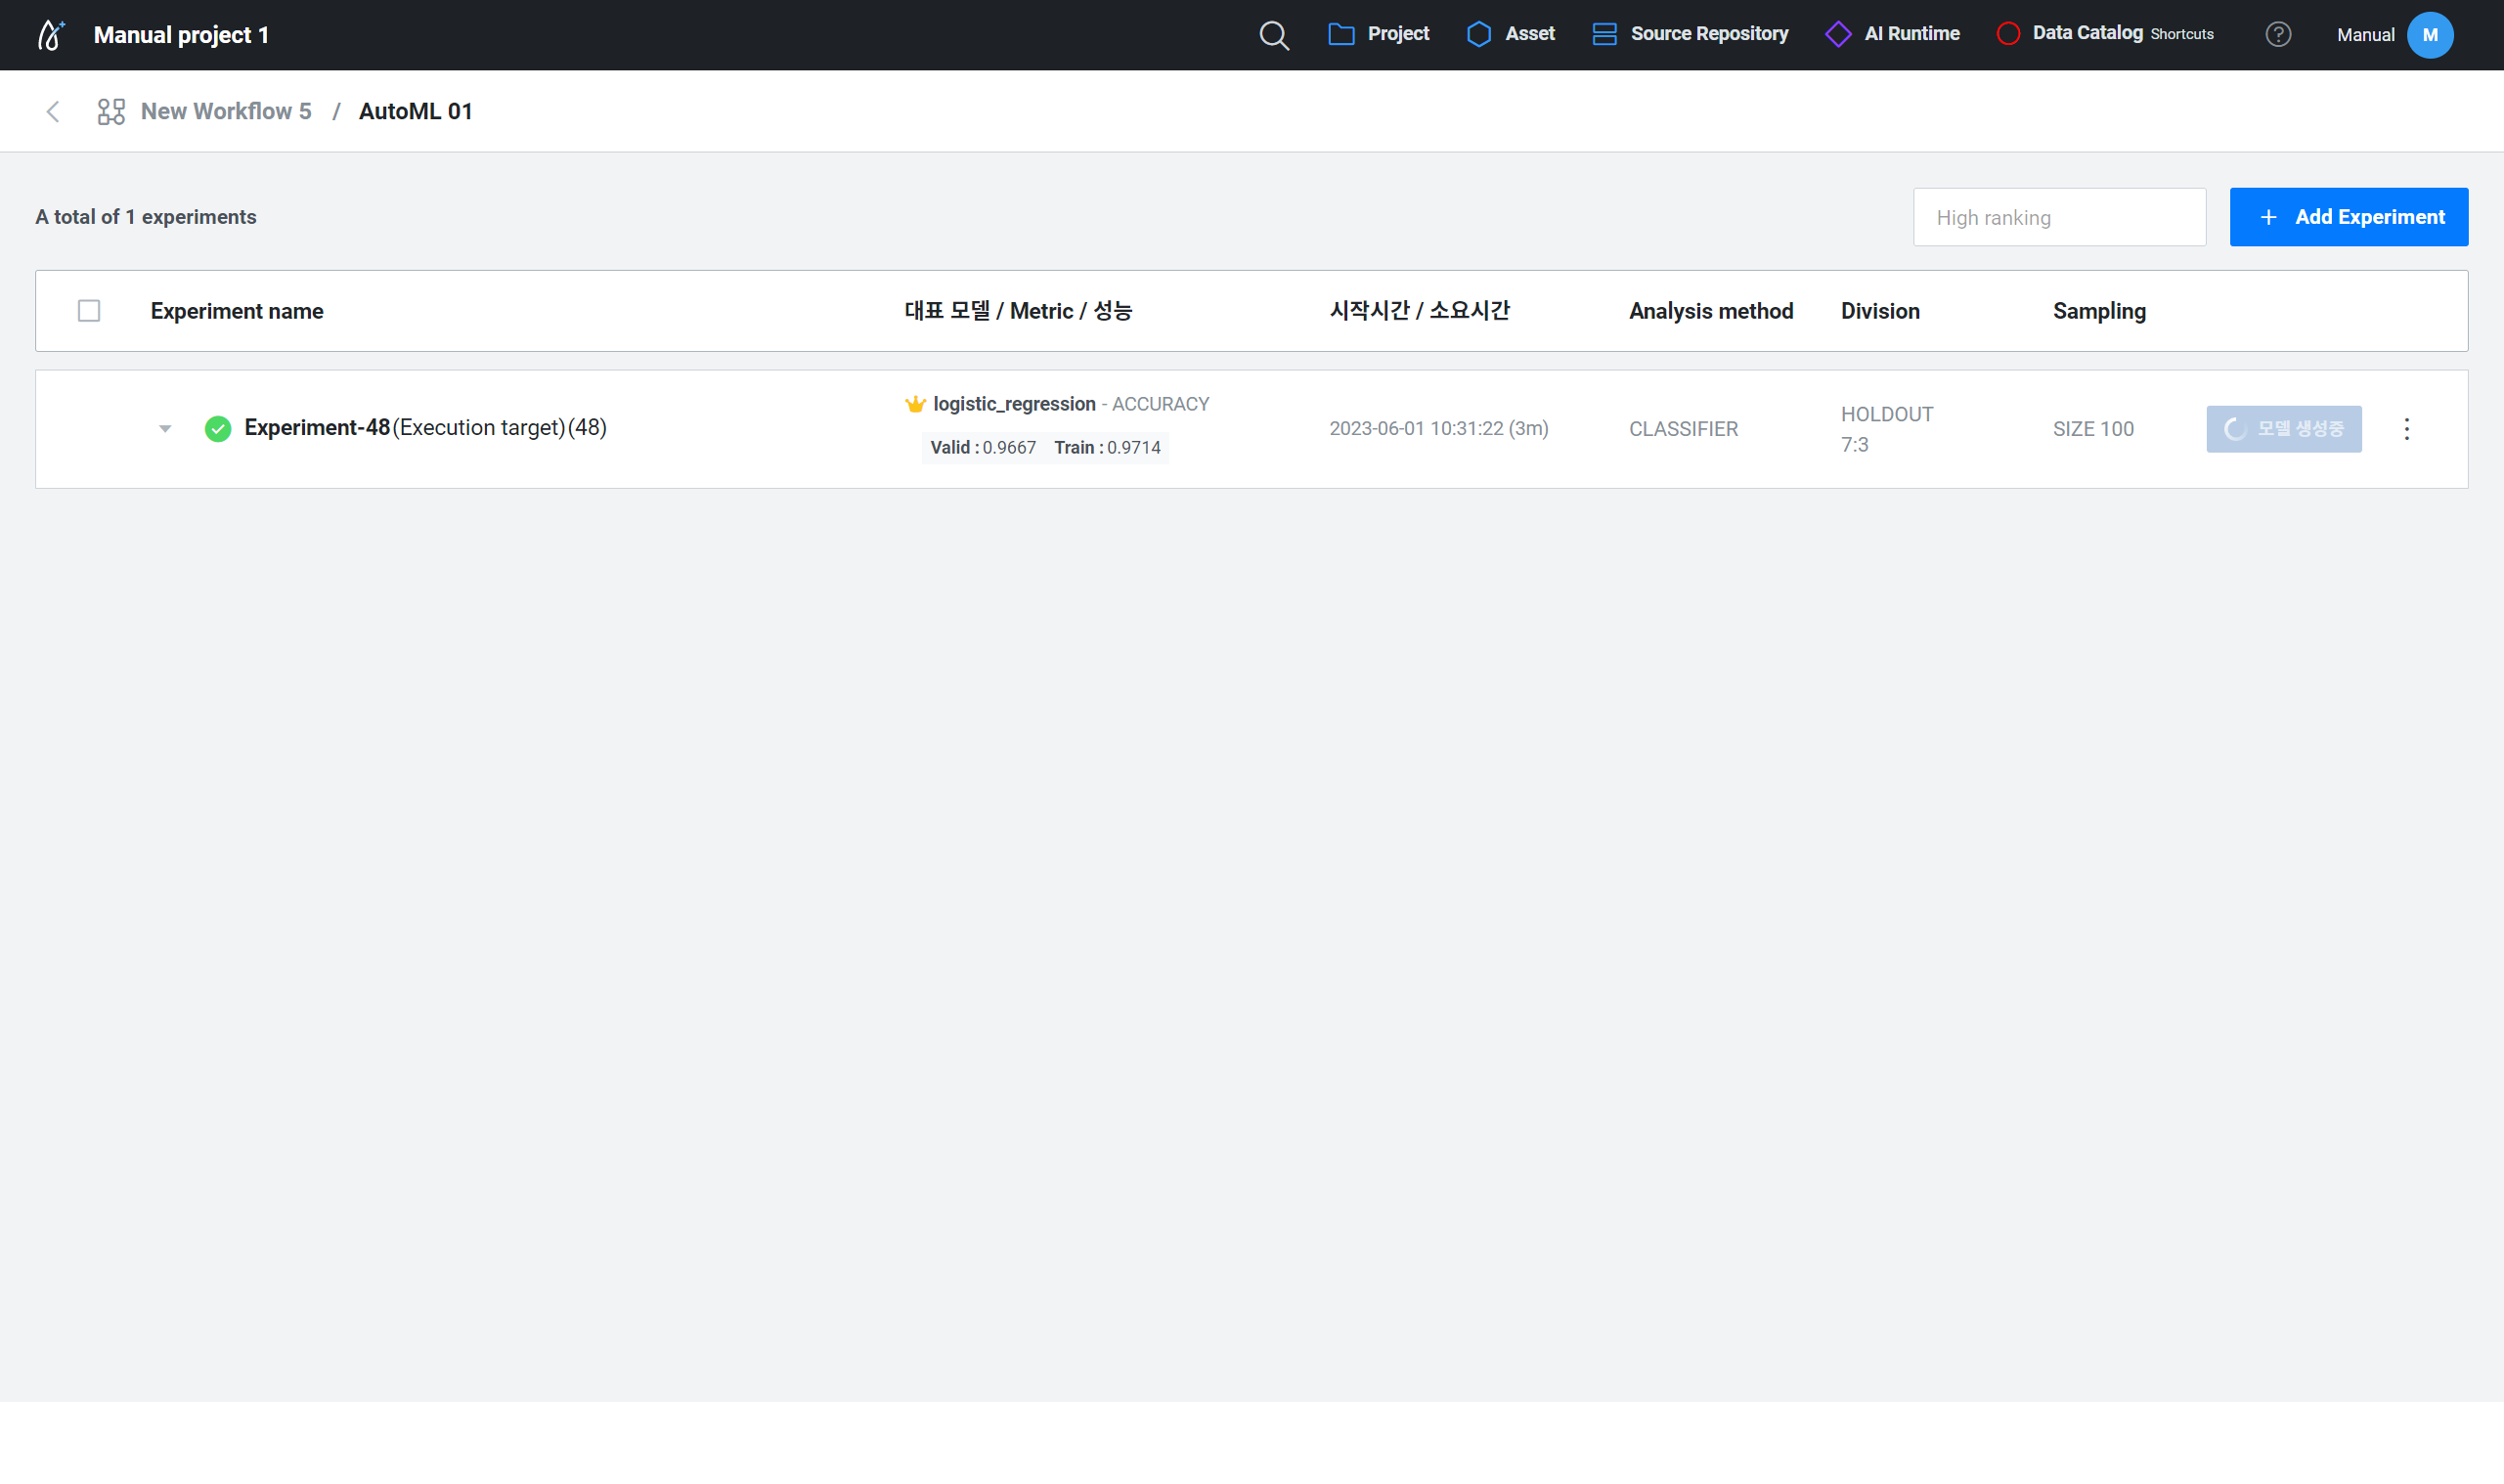 Manual project 1
Project
Asset
Source Repository
AI Runtime
Data Catalog Shortcuts
?
Manual
M
New Workflow 5 / AutoML 01
A total of 1 experiments
High ranking
+ Add Experiment
Experiment name
대표 모델 / Metric / 성능
시작시간 / 소요시간
Analysis method
Division
Sampling
Experiment-48(Execution target)(48)
logistic_regression - ACCURACY
Valid : 0.9667 Train : 0.9714
2023-06-01 10:31:22 (3m)
CLASSIFIER
HOLDOUT
7:3
SIZE 100
모델 생성중